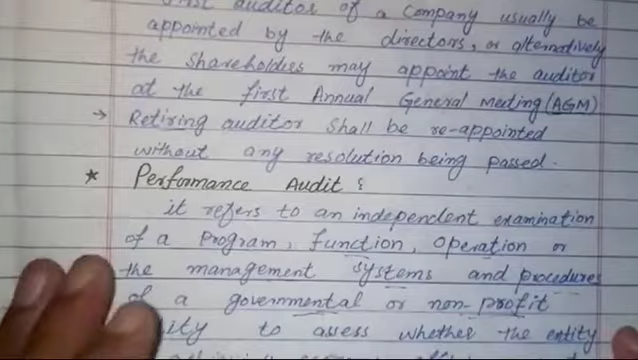 auditor of a Company usually be
appointed by the directors, or alternatively
the shareholdies may appoint the auditor
at the first Annual General Meeting (AGM)
→ Retiring auditor shall be re-appointed
without any resolution being passed.
* Performance Audit :
it refers to an independent examination
of a Program, function, Operation or
the management systems and procedures
of a governmental or non-profit
to assess whether the entity